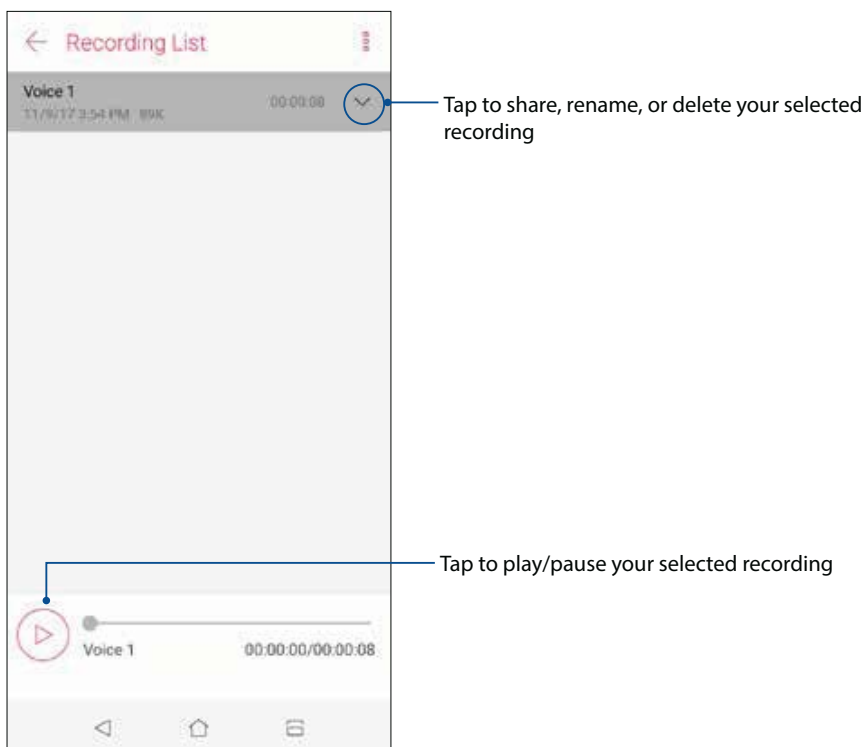 Recording List
Voice 1
00:00:08
11/9/17 3:54 PM 89K
Tap to share, rename, or delete your selected
recording
Tap to play/pause your selected recording
Voice 1
00:00:00/00:00:08